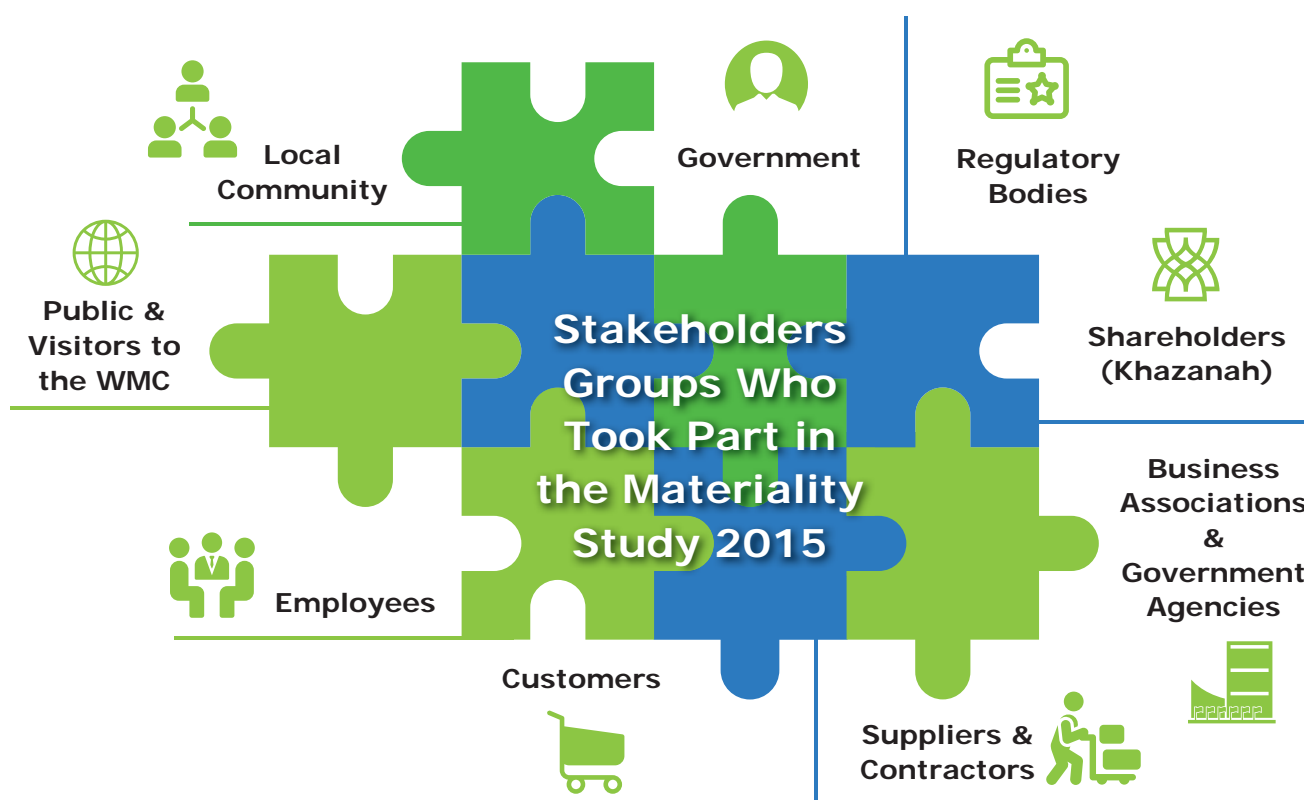 Local
Community
Government
Regulatory
Bodies
Public &
Visitors to
the WMC
Stakeholders
Groups Who
Took Part in
the Materiality
Study 2015
Shareholders
(Khazanah)
Business
Associations
&
Government
Agencies
Employees
Customers
Suppliers &
Contractors